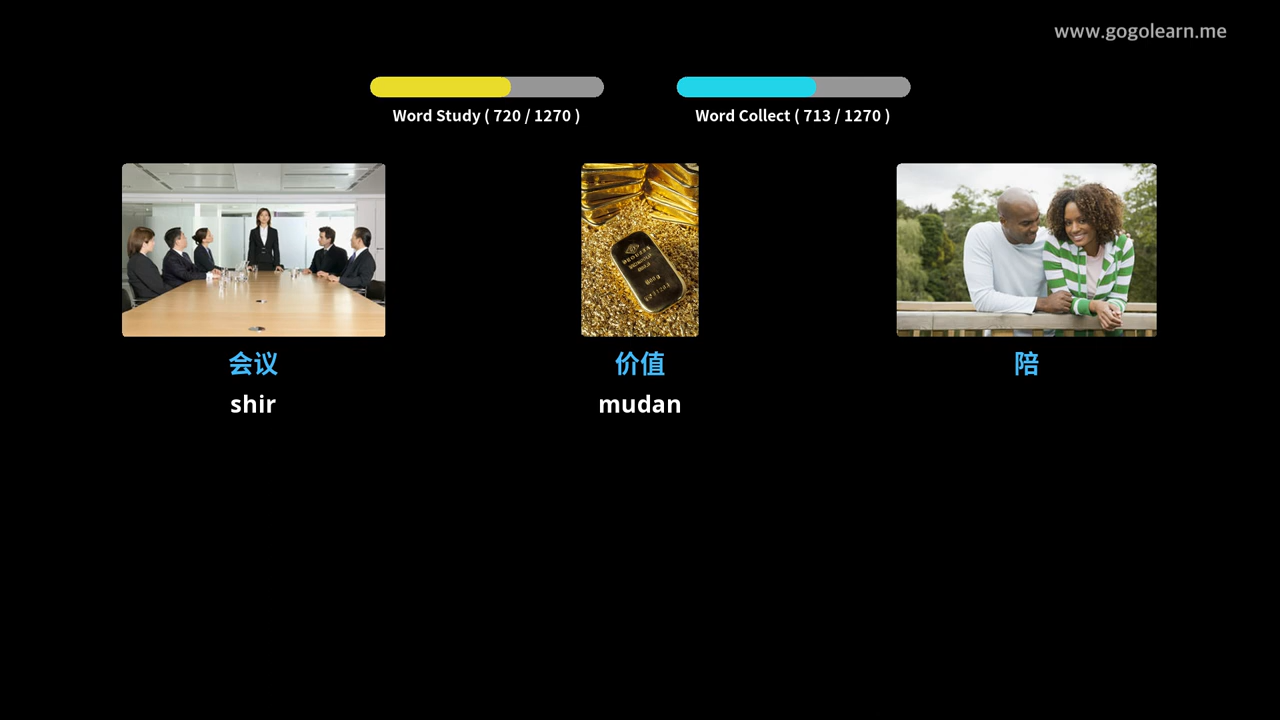 www.gogolearn.me
Word Study ( 720 / 1270 )
Word Collect ( 713 / 1270 )
会议
价值
陪
shir
mudan